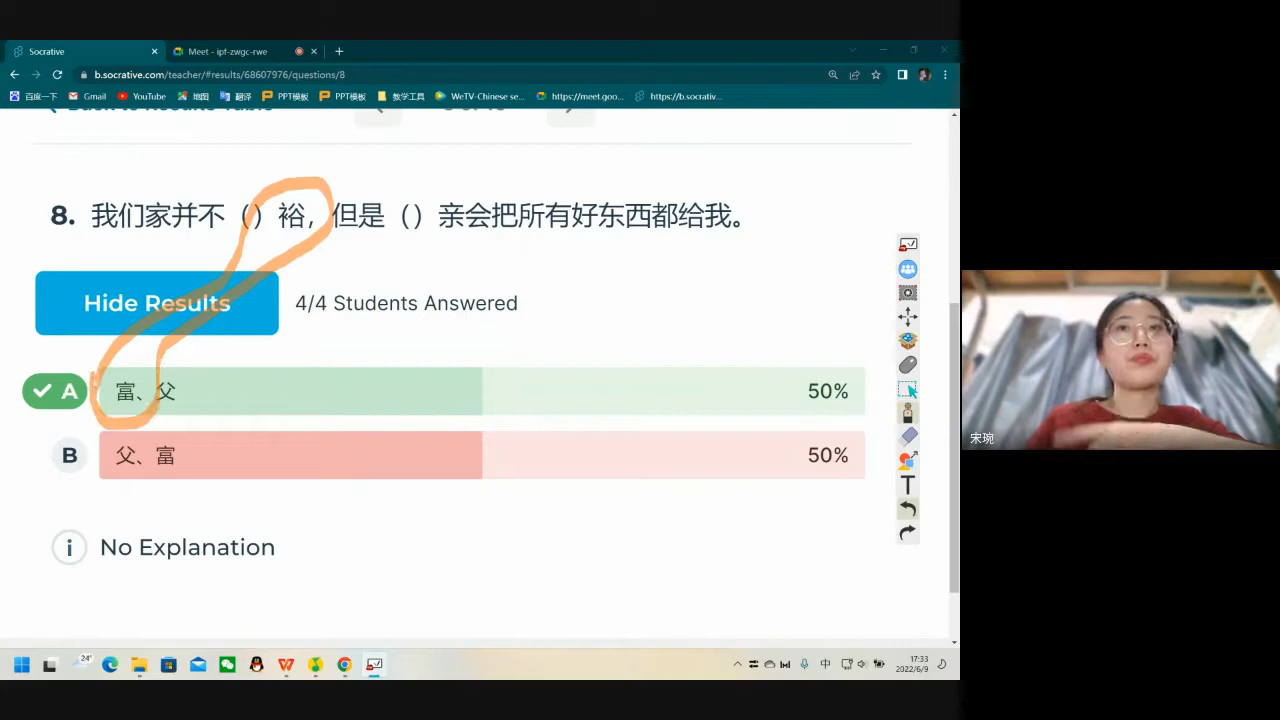 Socrative
Meet - ipf-zwgc-rwe
b.socrative.com/teacher/#results/68607976/questions/8
百度一下 Gmail YouTube 地图 翻译 PPT模板 PPT模板 教学工具 WeTV-Chinese se... https://meet.goo... https://b.socrativ...
8. 我们家并不（）裕，但是（）亲会把所有好东西都给我。
Hide Results 4/4 Students Answered
A 富、父 50%
B 父、富 50%
No Explanation
宋琬
24°
中
17:33
2022/6/9